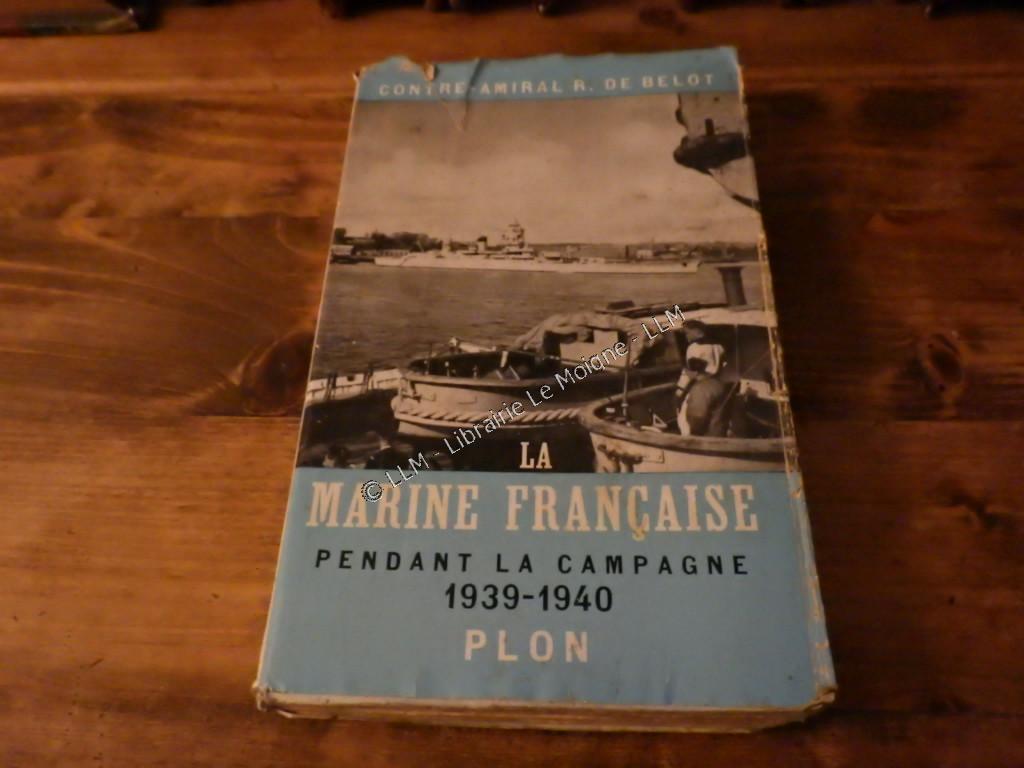 CONTRE-AMIRAL R. DE BELOT
© LLM - Librairie Le Moigne - LLM
LA
MARINE FRANÇAISE
PENDANT LA CAMPAGNE
1939-1940
PLON